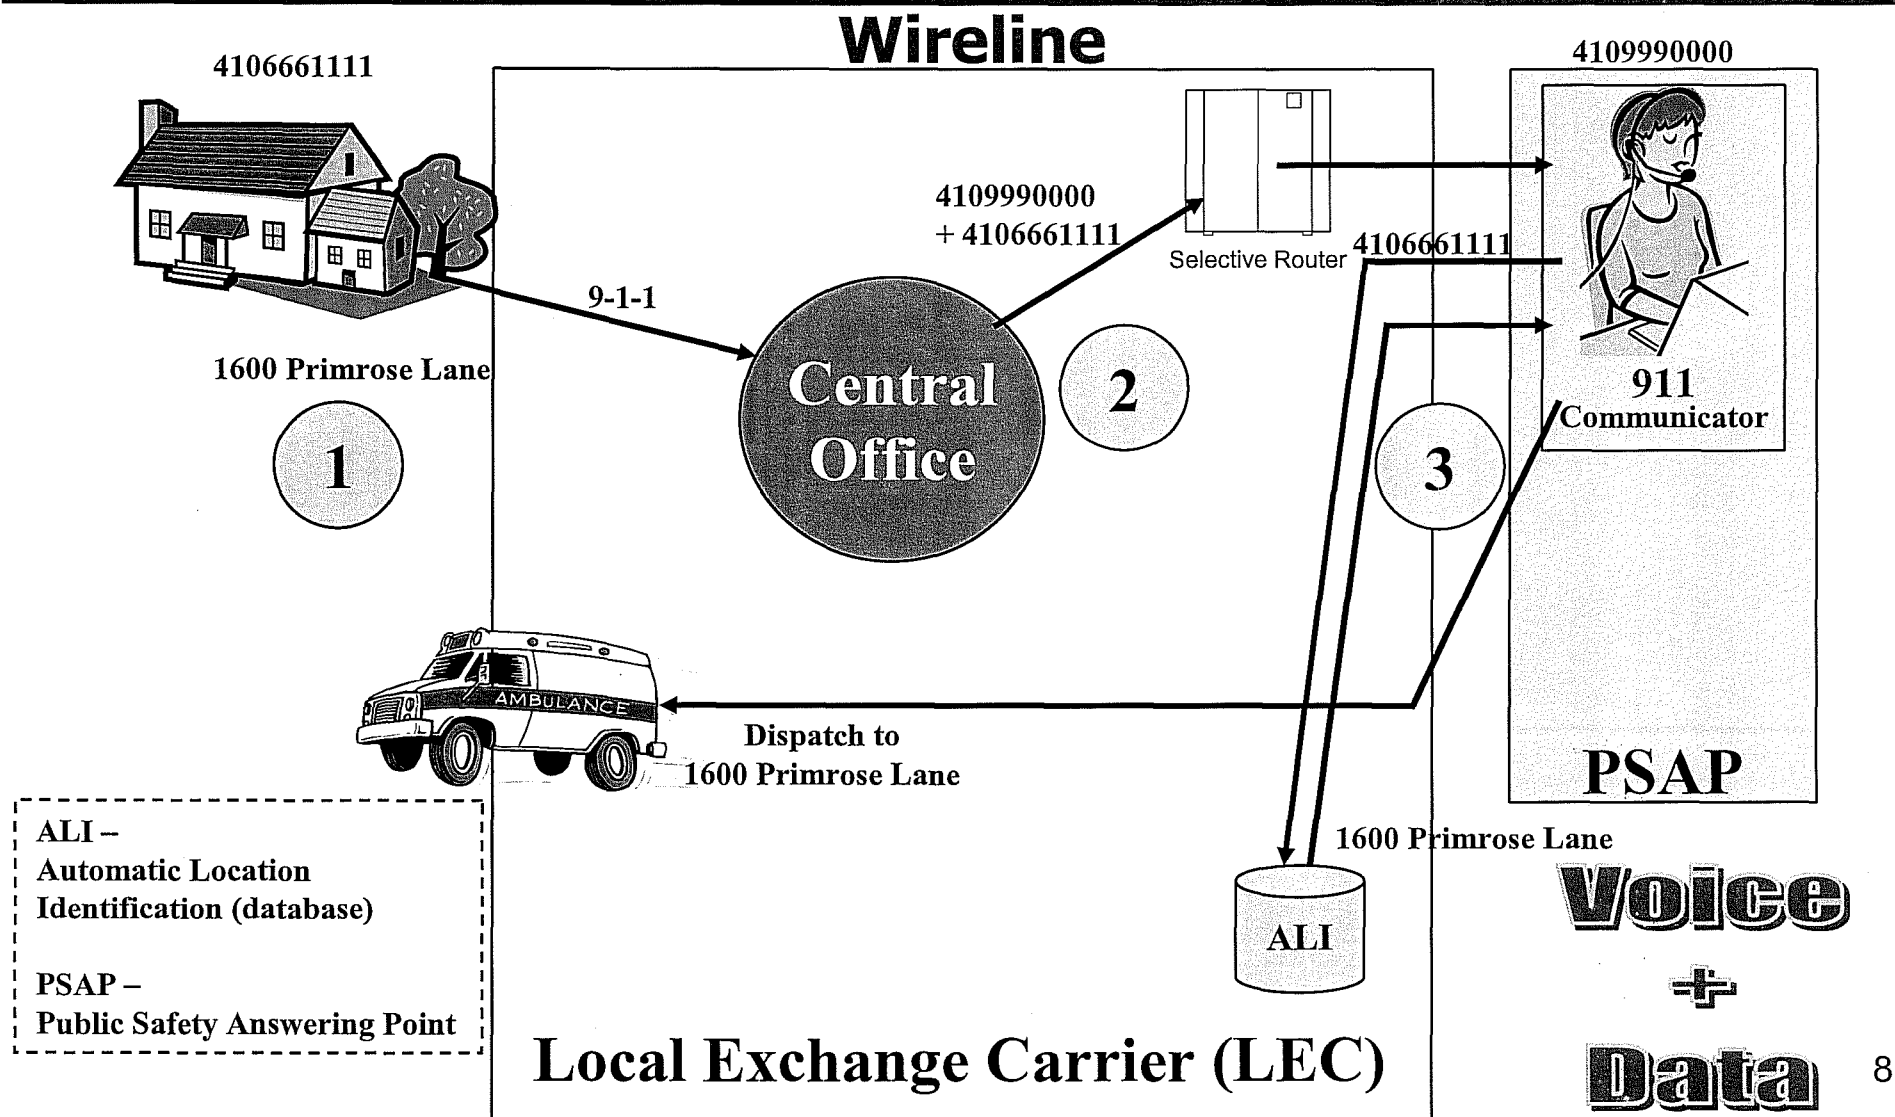 Wireline
4106661111
4109990000
4109990000
+ 4106661111
Selective Router
4106661111
9-1-1
1600 Primrose Lane
Central
Office
1
2
3
911
Communicator
AMBULANCE
Dispatch to
1600 Primrose Lane
PSAP
1600 Primrose Lane
ALI –
Automatic Location
Identification (database)
PSAP –
Public Safety Answering Point
ALI
Voice
+
Data
Local Exchange Carrier (LEC)
8